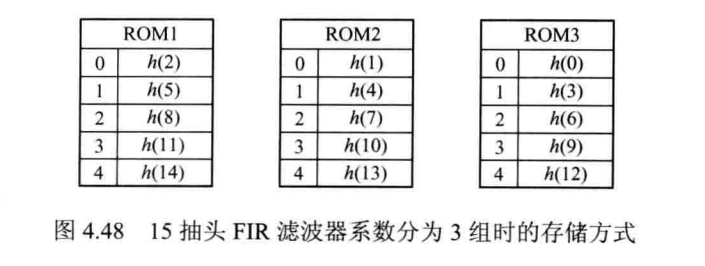 ROM1 ROM2 ROM3
0 h(2) 0 h(1) 0 h(0)
1 h(5) 1 h(4) 1 h(3)
2 h(8) 2 h(7) 2 h(6)
3 h(11) 3 h(10) 3 h(9)
4 h(14) 4 h(13) 4 h(12)
图 4.48 15 抽头 FIR 滤波器系数分为 3 组时的存储方式